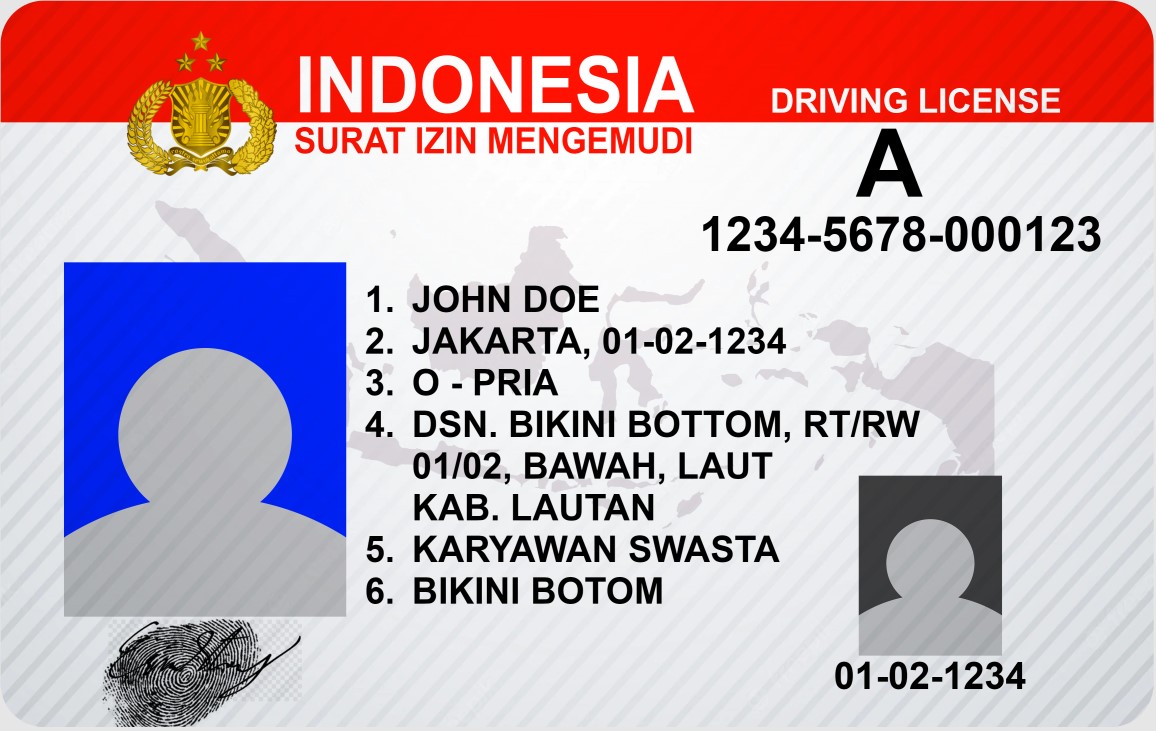 INDONESIA
SURAT IZIN MENGEMUDI
DRIVING LICENSE
A
1234-5678-000123
1. JOHN DOE
2. JAKARTA, 01-02-1234
3. O - PRIA
4. DSN. BIKINI BOTTOM, RT/RW
01/02, BAWAH, LAUT
KAB. LAUTAN
5. KARYAWAN SWASTA
6. BIKINI BOTOM
01-02-1234